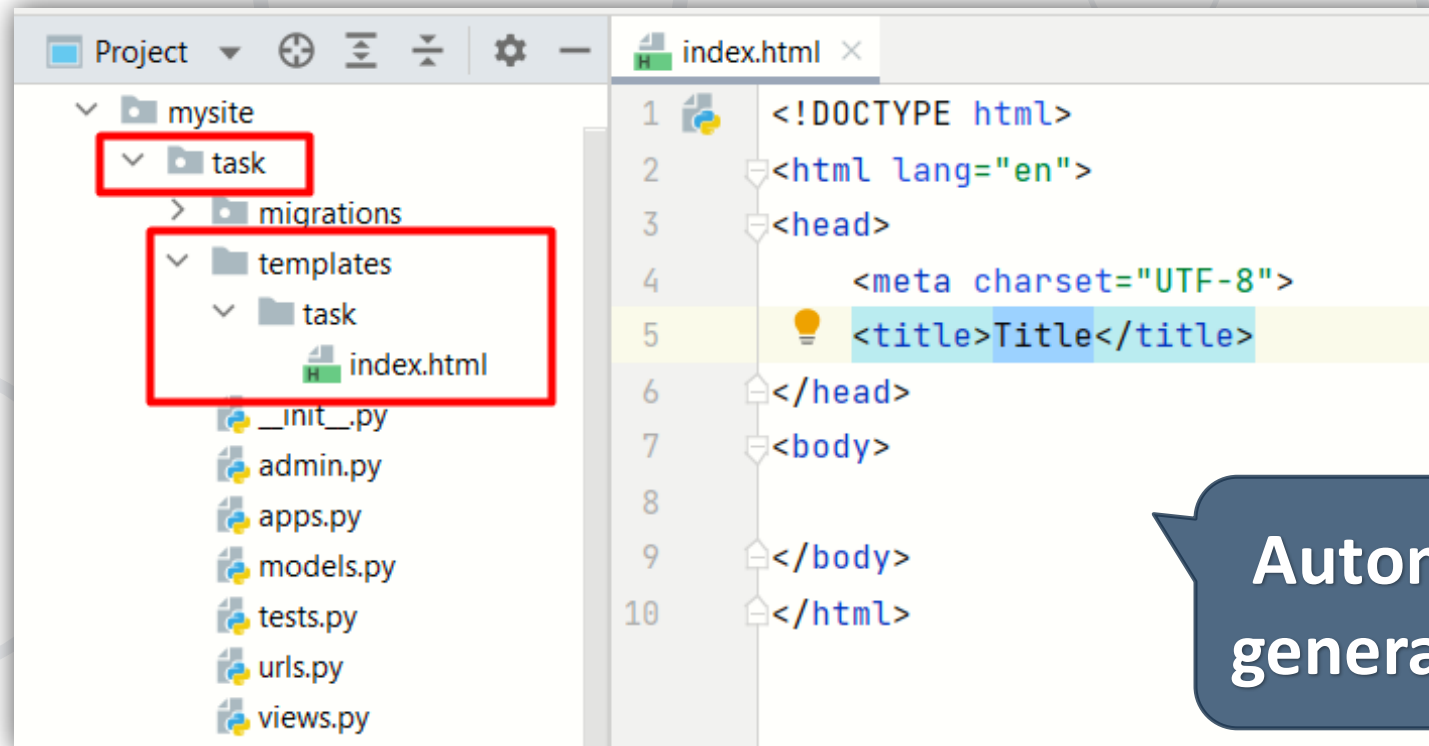 Project
mysite
task
migrations
templates
task
index.html
__init__.py
admin.py
apps.py
models.py
tests.py
urls.py
views.py
index.html
1 <!DOCTYPE html>
2 <html lang="en">
3 <head>
4 <meta charset="UTF-8">
5 <title>Title</title>
6 </head>
7 <body>
8
9 </body>
10 </html>